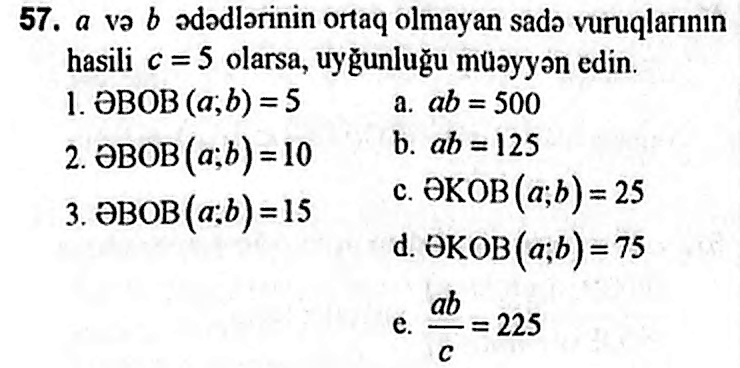 57. a və b ədədlərinin ortaq olmayan sadə vuruqlarının
hasili c = 5 olarsa, uyğunluğu müəyyən edin.
1. ƏBOB (a;b) = 5
a. ab = 500
2. ƏBOB (a;b) = 10
b. ab = 125
3. ƏBOB (a;b) = 15
c. ƏKOB (a;b) = 25
d. ƏKOB (a;b) = 75
e. ab/c = 225